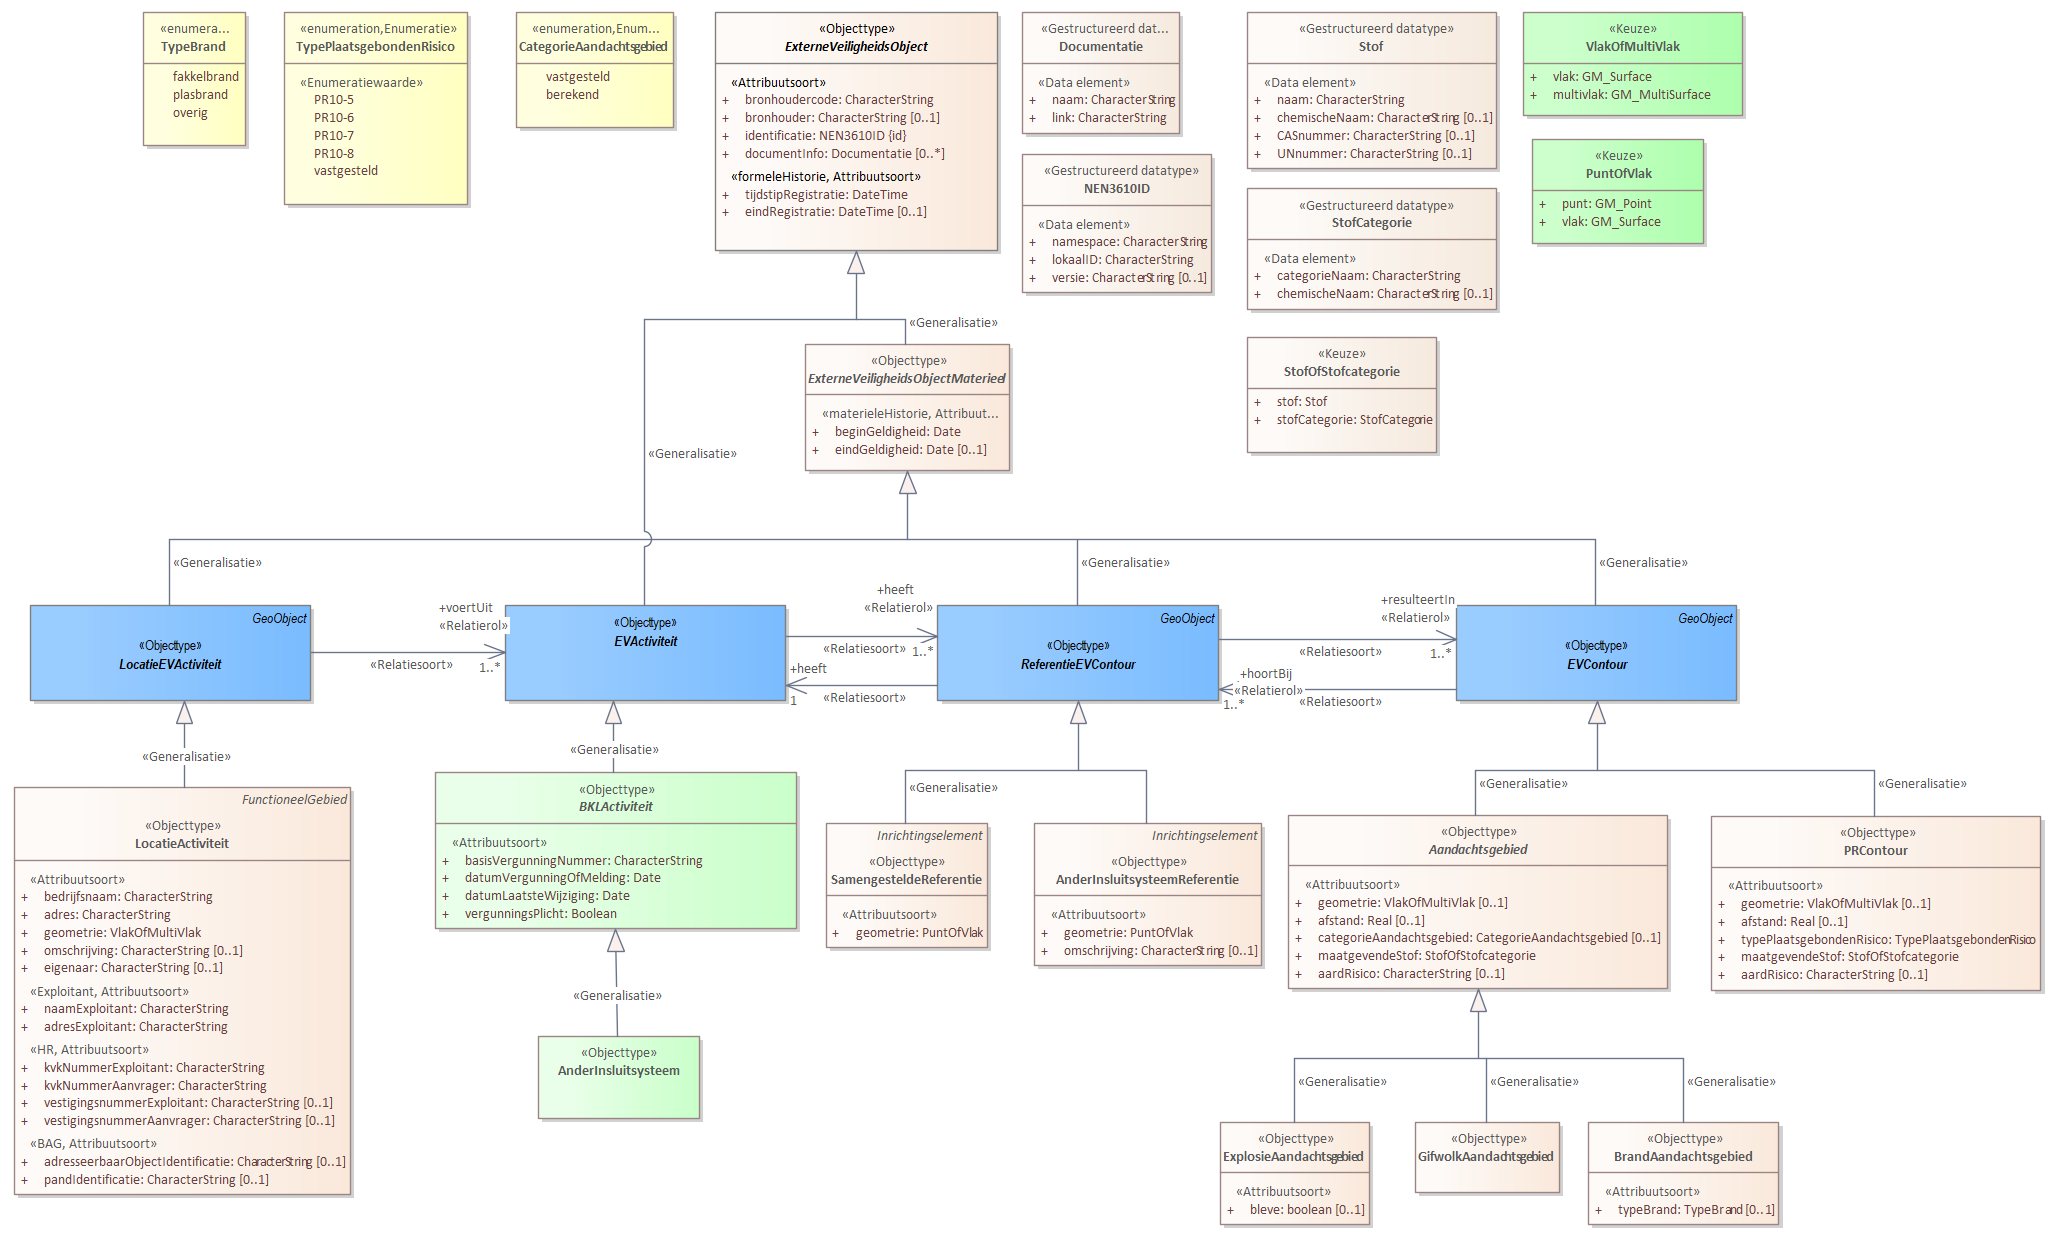 «enumera...
TypeBrand
fakkelbrand
plasbrand
overig
«enumeration,Enumeratie»
TypePlaatsgebondenRisico
«Enumeratiewaarde»
PR10-5
PR10-6
PR10-7
PR10-8
vastgesteld
«enumeration,Enum...
CategorieAandachtsgebied
vastgesteld
berekend
«Objecttype»
ExterneVeiligheidsObject
«Attribuutsoort»
+ bronhoudercode: CharacterString
+ bronhouder: CharacterString [0..1]
+ identificatie: NEN3610ID {id}
+ documentInfo: Documentatie [0..*]
«formeleHistorie, Attribuutsoort»
+ tijdstipRegistratie: DateTime
+ eindRegistratie: DateTime [0..1]
«Gestructureerd dat...
Documentatie
«Data element»
+ naam: CharacterString
+ link: CharacterString
«Gestructureerd datatype»
NEN3610ID
«Data element»
+ namespace: CharacterString
+ lokaalID: CharacterString
+ versie: CharacterString [0..1]
«Gestructureerd datatype»
Stof
«Data element»
+ naam: CharacterString
+ chemischeNaam: CharacterString [0..1]
+ CASnummer: CharacterString [0..1]
+ UNnummer: CharacterString [0..1]
«Gestructureerd datatype»
StofCategorie
«Data element»
+ categorieNaam: CharacterString
+ chemischeNaam: CharacterString [0..1]
«Keuze»
StofOfStofcategorie
+ stof: Stof
+ stofCategorie: StofCategorie
«Keuze»
VlakOfMultiVlak
+ vlak: GM_Surface
+ multivlak: GM_MultiSurface
«Keuze»
PuntOfVlak
+ punt: GM_Point
+ vlak: GM_Surface
«Generalisatie»
«Objecttype»
ExterneVeiligheidsObjectMaterieel
«materieleHistorie, Attribuut...
+ beginGeldigheid: Date
+ eindGeldigheid: Date [0..1]
«Generalisatie»
«Generalisatie»
«Generalisatie»
«Generalisatie»
GeoObject
«Objecttype»
LocatieEVActiviteit
+voertUit
«Relatierol»
«Relatiesoort»
1..*
«Objecttype»
EVActiviteit
+heeft
«Relatierol»
«Relatiesoort»
1..*
+heeft
«Relatiesoort»
1
GeoObject
«Objecttype»
ReferentieEVContour
+resulteertIn
«Relatierol»
«Relatiesoort»
1..*
+hoortBij
«Relatierol»
«Relatiesoort»
1..*
GeoObject
«Objecttype»
EVContour
«Generalisatie»
FunctioneelGebied
«Objecttype»
LocatieActiviteit
«Attribuutsoort»
+ bedrijfsnaam: CharacterString
+ adres: CharacterString
+ geometrie: VlakOfMultiVlak
+ omschrijving: CharacterString [0..1]
+ eigenaar: CharacterString [0..1]
«Exploitant, Attribuutsoort»
+ naamExploitant: CharacterString
+ adresExploitant: CharacterString
«HR, Attribuutsoort»
+ kvkNummerExploitant: CharacterString
+ kvkNummerAanvrager: CharacterString
+ vestigingsnummerExploitant: CharacterString [0..1]
+ vestigingsnummerAanvrager: CharacterString [0..1]
«BAG, Attribuutsoort»
+ adresseerbaarObjectIdentificatie: CharacterString [0..1]
+ pandIdentificatie: CharacterString [0..1]
«Generalisatie»
«Objecttype»
BKLActiviteit
«Attribuutsoort»
+ basisVergunningNummer: CharacterString
+ datumVergunningOfMelding: Date
+ datumLaatsteWijziging: Date
+ vergunningsPlicht: Boolean
«Generalisatie»
«Objecttype»
AnderInsluitsysteem
«Generalisatie»
Inrichtingselement
«Objecttype»
SamengesteldeReferentie
«Attribuutsoort»
+ geometrie: PuntOfVlak
«Generalisatie»
Inrichtingselement
«Objecttype»
AnderInsluitsysteemReferentie
«Attribuutsoort»
+ geometrie: PuntOfVlak
+ omschrijving: CharacterString [0..1]
«Generalisatie»
«Objecttype»
Aandachtsgebied
«Attribuutsoort»
+ geometrie: VlakOfMultiVlak [0..1]
+ afstand: Real [0..1]
+ categorieAandachtsgebied: CategorieAandachtsgebied [0..1]
+ maatgevendeStof: StofOfStofcategorie
+ aardRisico: CharacterString [0..1]
«Generalisatie»
«Objecttype»
PRContour
«Attribuutsoort»
+ geometrie: VlakOfMultiVlak [0..1]
+ afstand: Real [0..1]
+ typePlaatsgebondenRisico: TypePlaatsgebondenRisico
+ maatgevendeStof: StofOfStofcategorie
+ aardRisico: CharacterString [0..1]
«Generalisatie»
«Generalisatie»
«Generalisatie»
«Objecttype»
ExplosieAandachtsgebied
«Attribuutsoort»
+ bleve: boolean [0..1]
«Objecttype»
GifwolkAandachtsgebied
«Objecttype»
BrandAandachtsgebied
«Attribuutsoort»
+ typeBrand: TypeBrand [0..1]